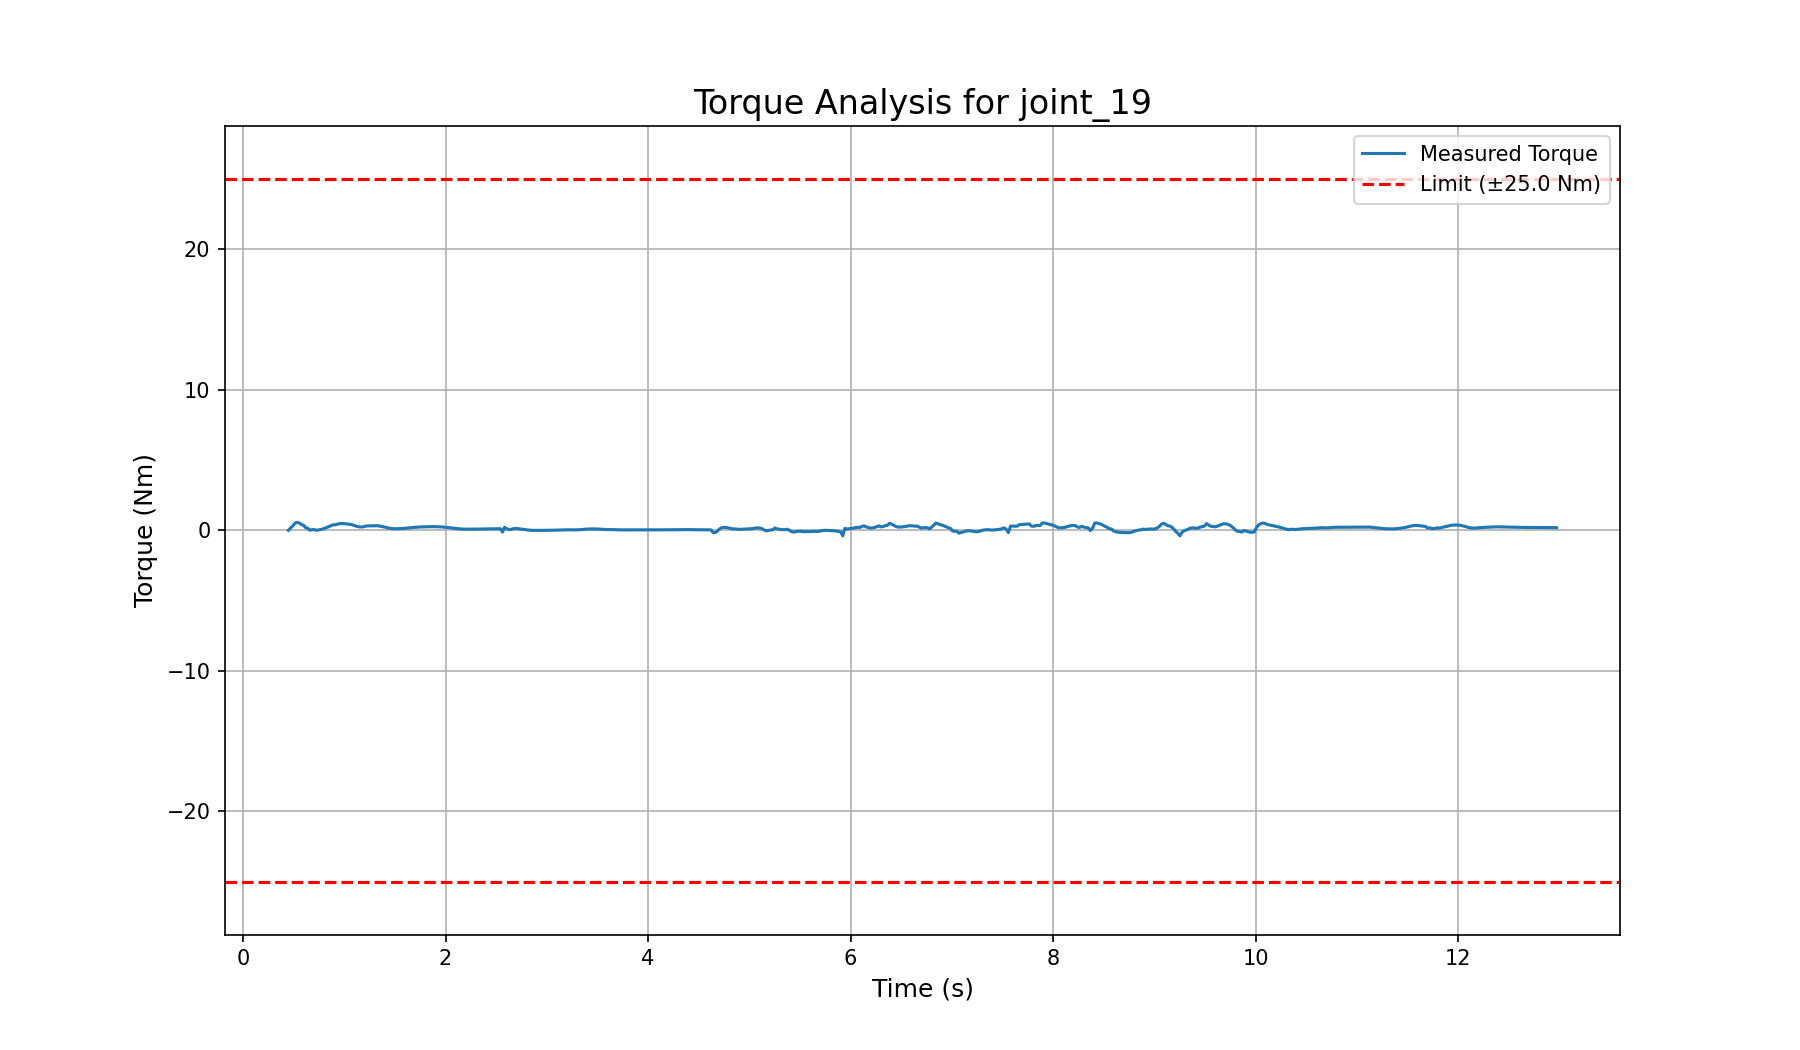 Torque Analysis for joint_19
Measured Torque
Limit (±25.0 Nm)
20
10
0
−10
−20
Torque (Nm)
0 2 4 6 8 10 12
Time (s)